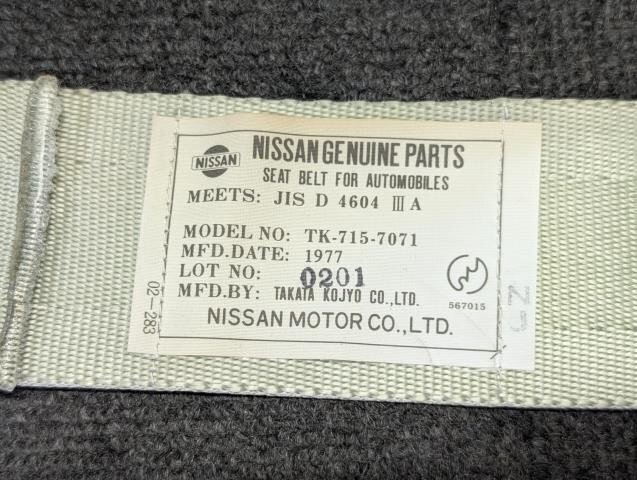 NISSAN
NISSAN GENUINE PARTS
SEAT BELT FOR AUTOMOBILES
MEETS: JIS D 4604 III A
MODEL NO: TK-715-7071
MFD.DATE: 1977
LOT NO: 0201
MFD.BY: TAKATA KOJYO CO.,LTD.
NISSAN MOTOR CO.,LTD.
567015
02-283